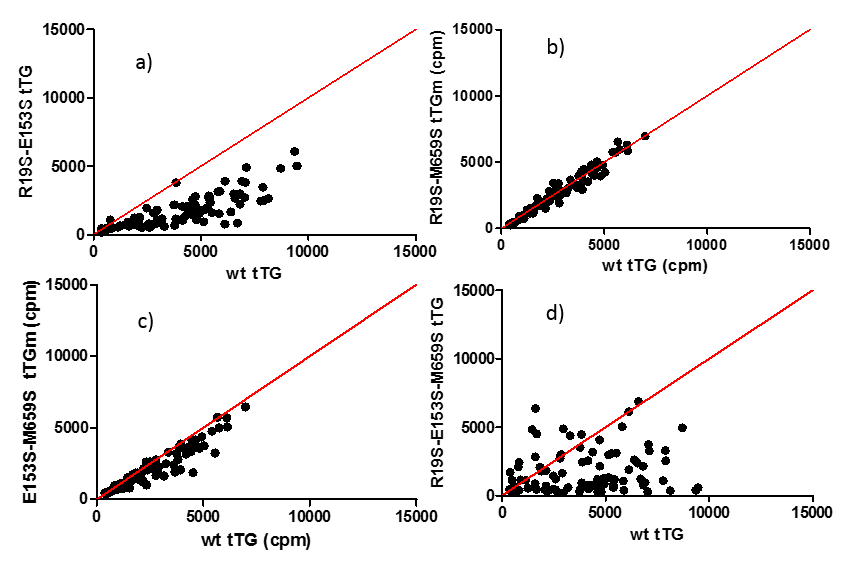 15000
10000
5000
0
R19S-E153S tTG
a)
0
5000
10000
15000
wt tTG
15000
10000
5000
0
R19S-M659S tTGm (cpm)
b)
0
5000
10000
15000
wt tTG (cpm)
15000
10000
5000
0
E153S-M659S tTGm (cpm)
c)
0
5000
10000
15000
wt tTG (cpm)
15000
10000
5000
0
R19S-E153S-M659S tTG
d)
0
5000
10000
15000
wt tTG